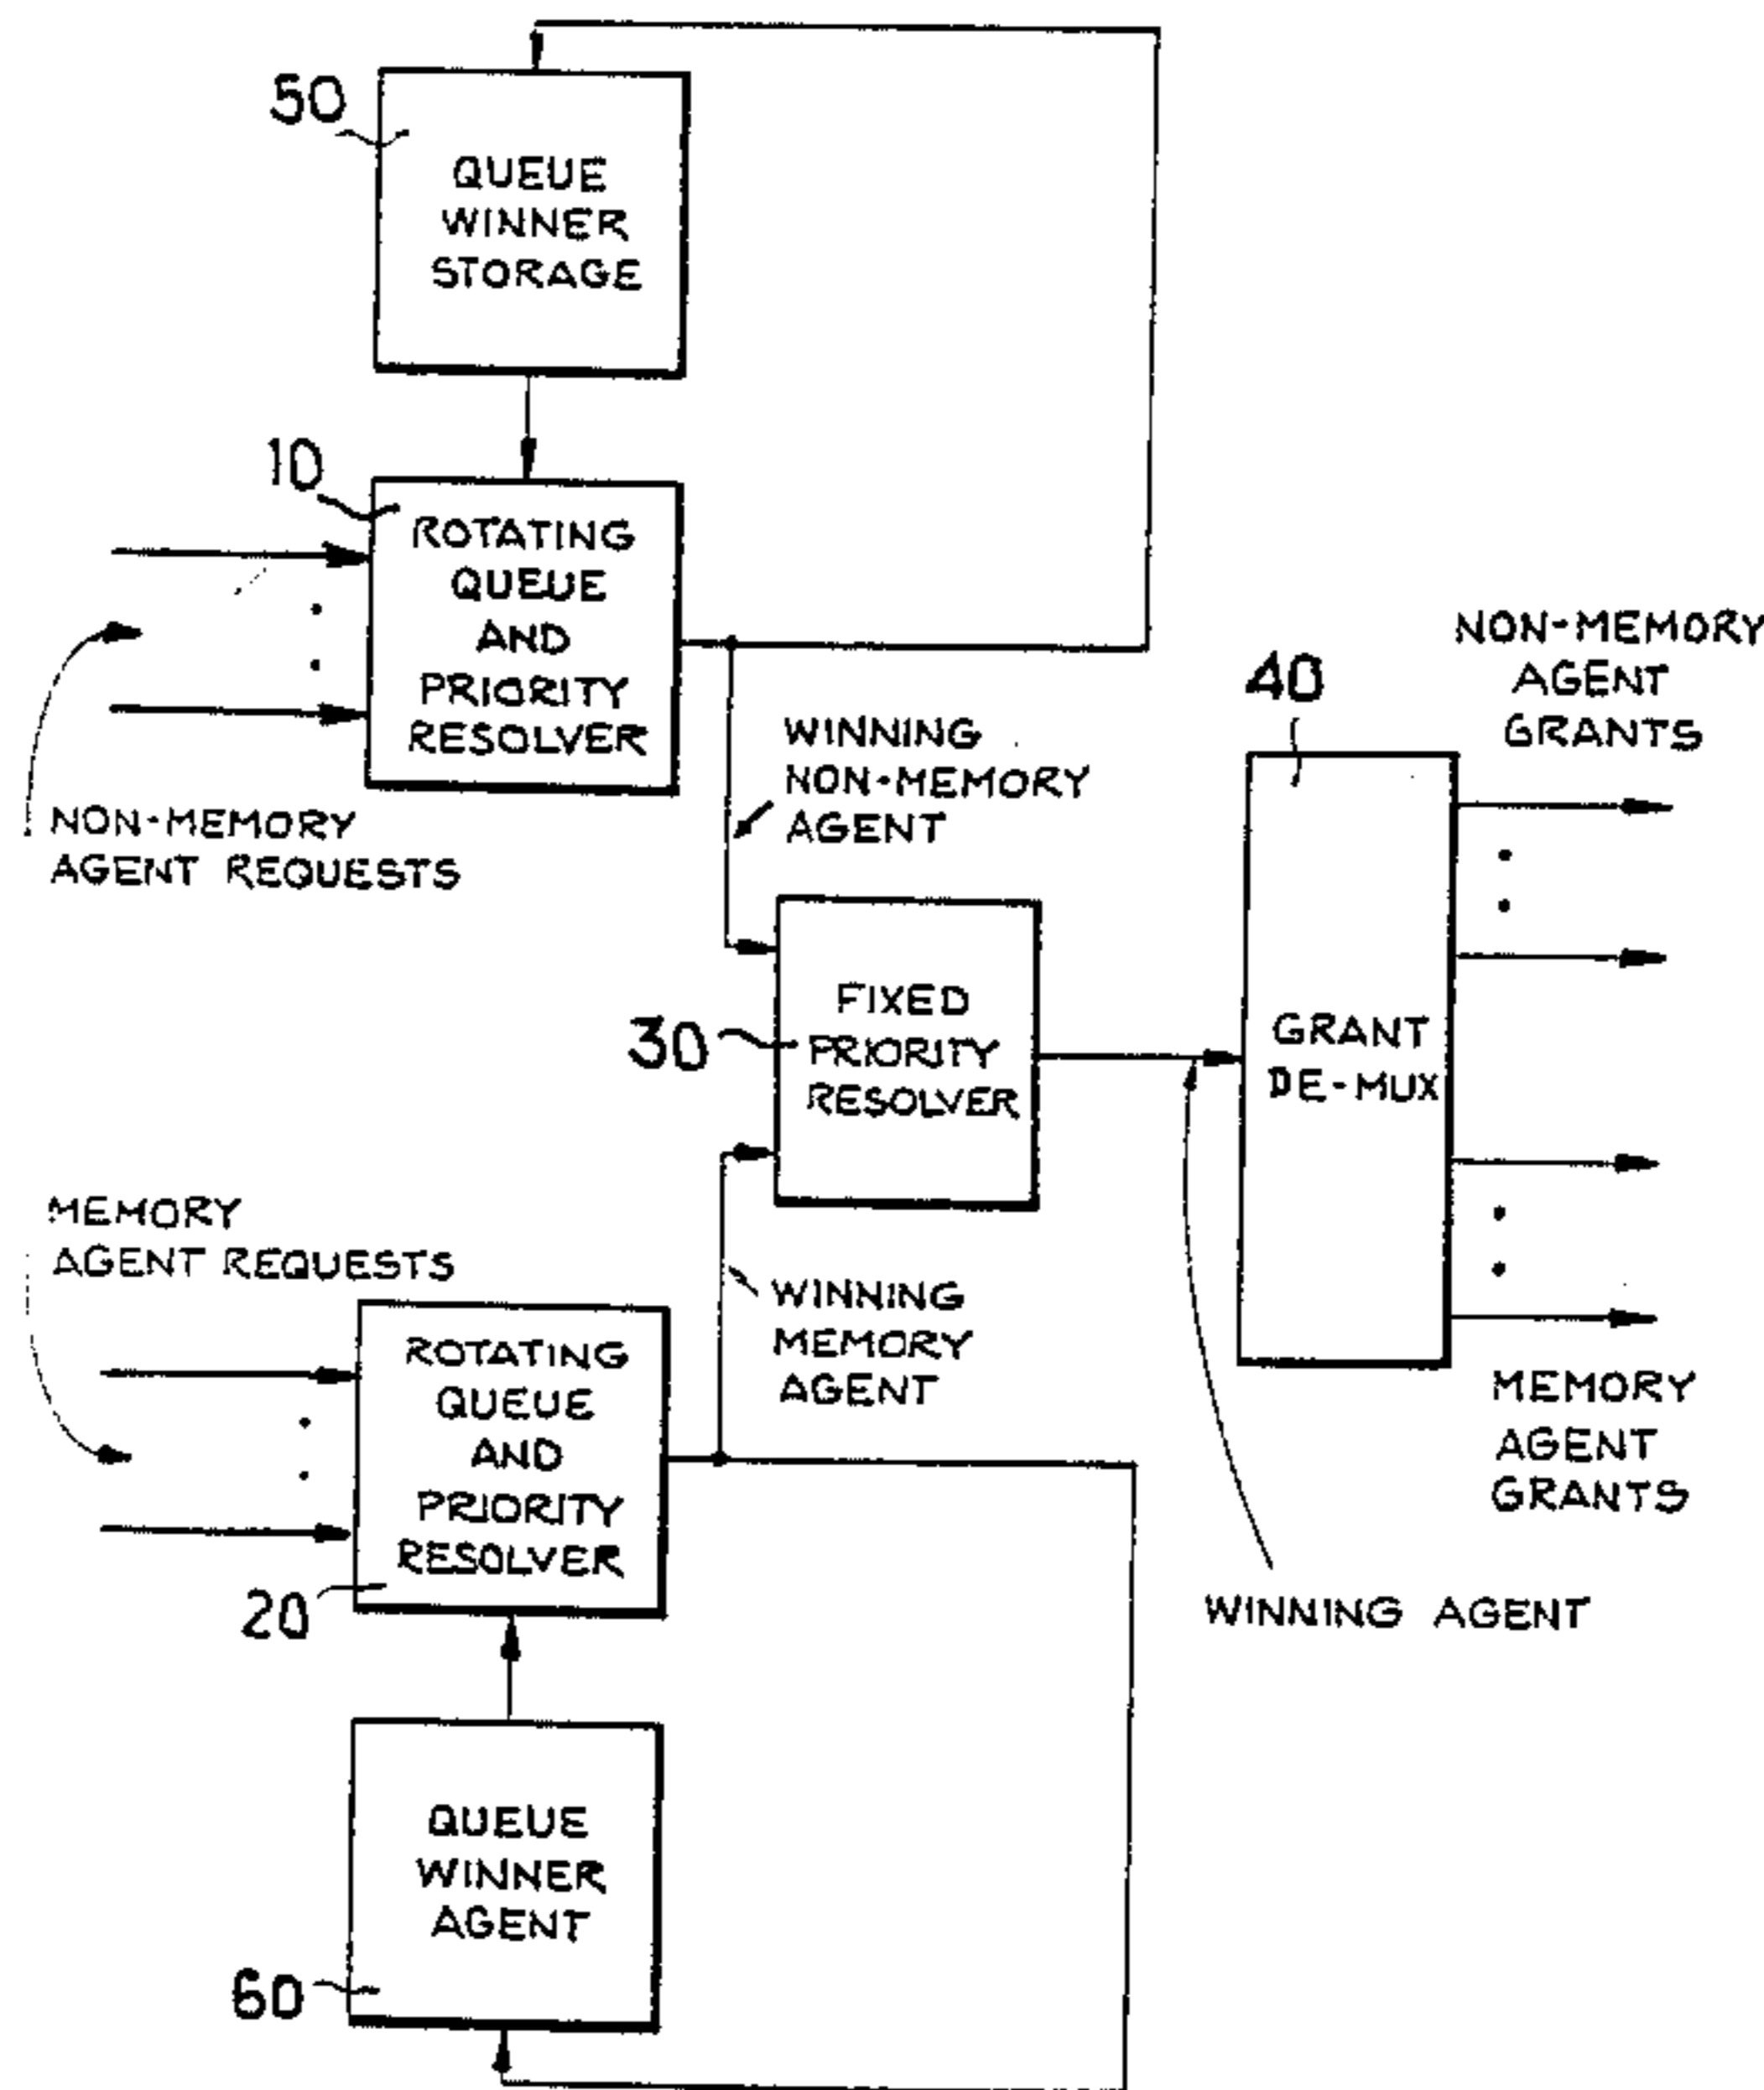 50
QUEUE
WINNER
STORAGE
10
ROTATING
QUEUE
AND
PRIORITY
RESOLVER
NON-MEMORY
AGENT REQUESTS
WINNING
NON-MEMORY
AGENT
40
NON-MEMORY
AGENT
GRANTS
30
FIXED
PRIORITY
RESOLVER
GRANT
DE-MUX
MEMORY
AGENT REQUESTS
WINNING
MEMORY
AGENT
ROTATING
QUEUE
AND
PRIORITY
RESOLVER
20
MEMORY
AGENT
GRANTS
WINNING AGENT
QUEUE
WINNER
AGENT
60